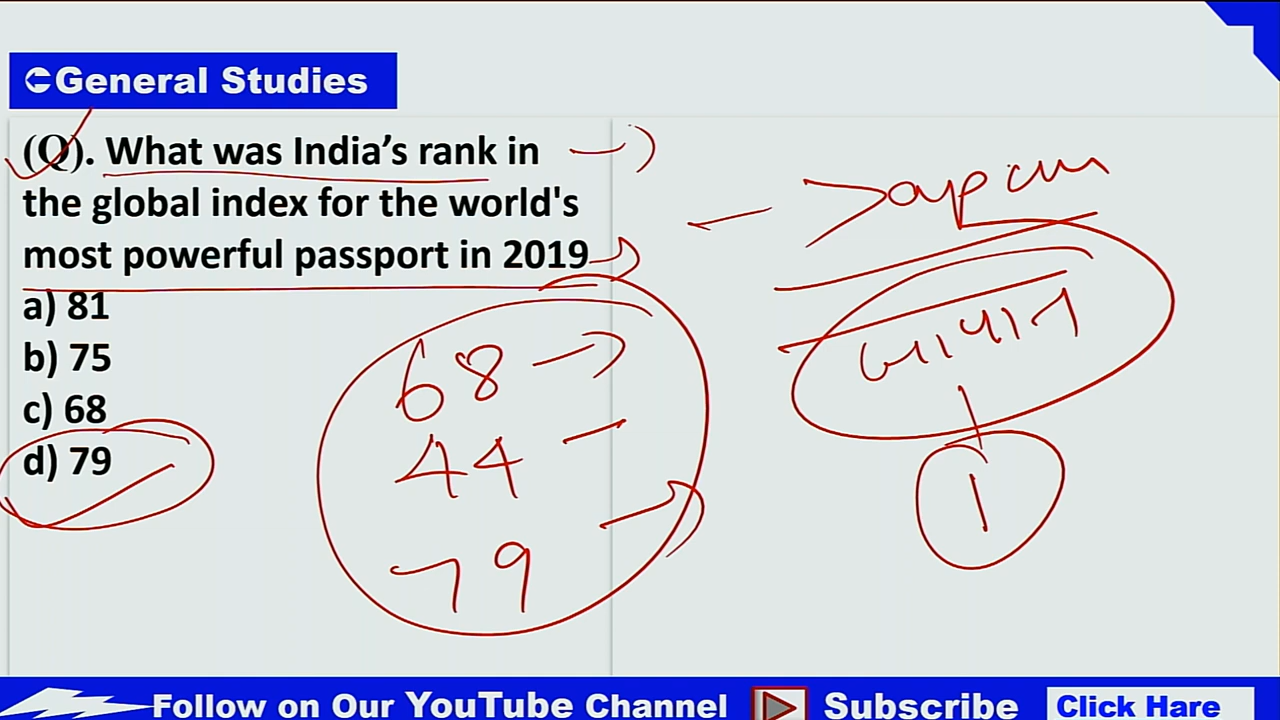 General Studies
(Q). What was India’s rank in
the global index for the world's
most powerful passport in 2019
a) 81
b) 75
c) 68
d) 79
68
44
79
1
Follow on Our YouTube Channel
Subscribe
Click Hare